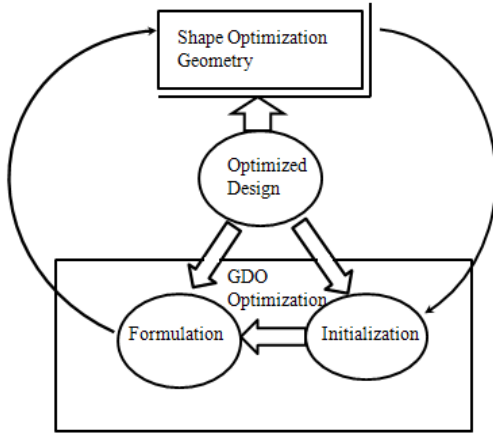 Shape Optimization
Geometry
Optimized
Design
GDO
Optimization
Formulation
Initialization